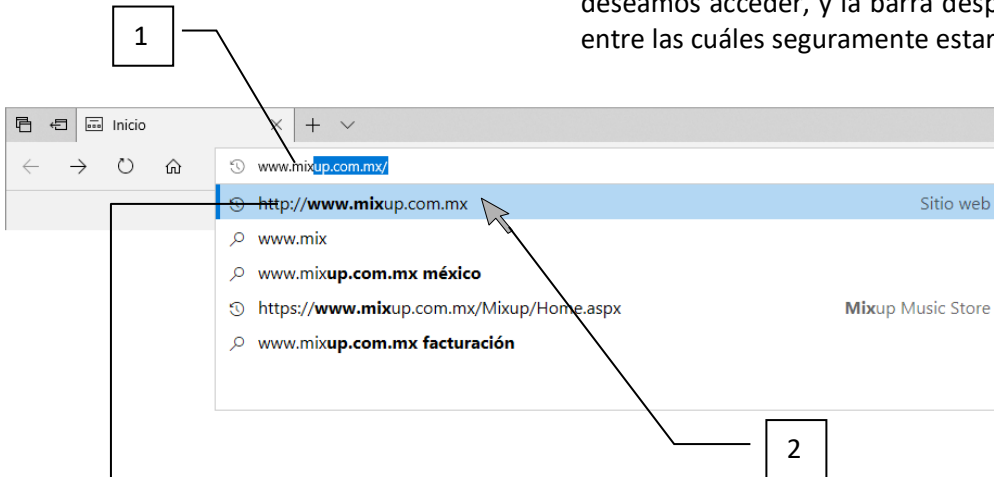 deseamos acceder, y la barra
entre las cuáles seguramente
1
Inicio
www.mixup.com.mx/
http://www.mixup.com.mx Sitio web
www.mix
www.mixup.com.mx méxico
https://www.mixup.com.mx/Mixup/Home.aspx Mixup Music Store
www.mixup.com.mx facturación
2